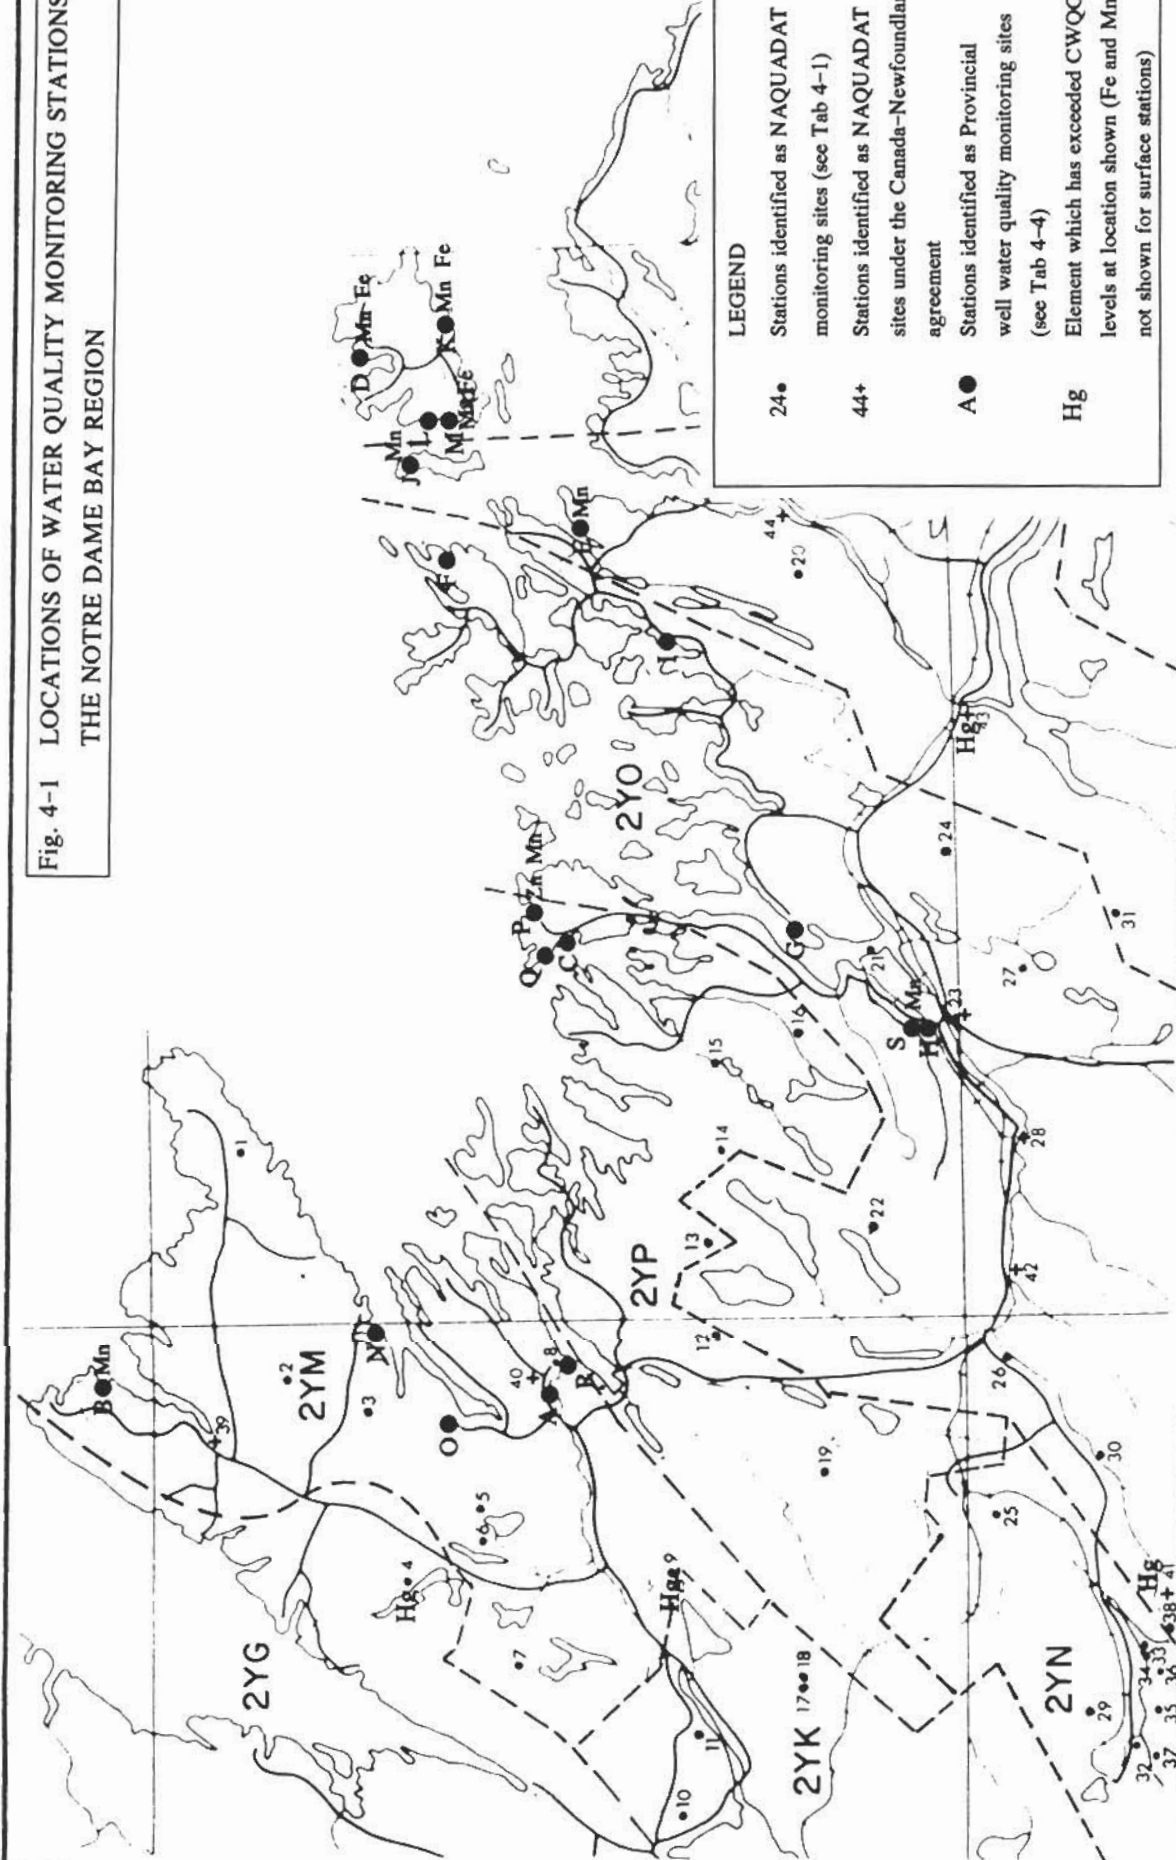 Fig. 4-1 LOCATIONS OF WATER QUALITY MONITORING STATIONS
THE NOTRE DAME BAY REGION
LEGEND
24• Stations identified as NAQUADAT
monitoring sites (see Tab 4-1)
44+ Stations identified as NAQUADAT
sites under the
agreement
A● Stations identified as Provincial
well water quality monitoring sites
(see Tab 4-4)
Hg Element which has exceeded
levels at location shown (Fe and Mn
not shown for surface stations)
D Mn Fe
K Mn Fe
L
M
J Mn
F
Mn
I
44
20
2YO
Hg
24
31
27
P Zn Mn
Q
C
G
21
S
H Mn
23
16
15
14
28
1
22
13
2YP
42
12
26
B Mn
39
2YM
2
3
N
40
A
8
O
5
6
Hg 4
7
2YG
9
11
10
2YK
17
18
19
30
25
2YN
29
Hg
41
38
33
34
36
35
32
37